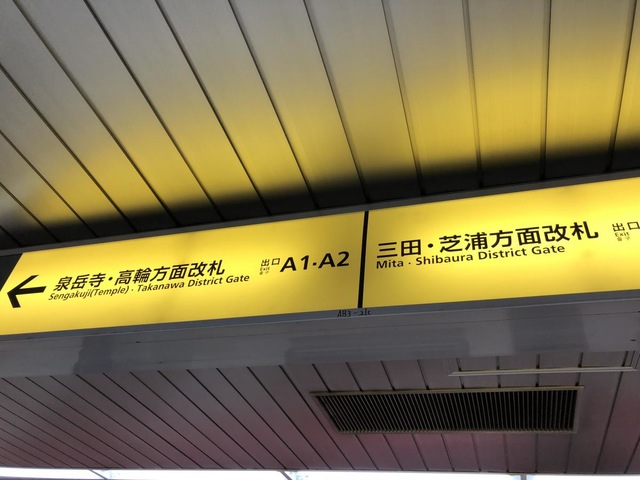 泉岳寺・高輪方面改札
Sengakuji(Temple)・Takanawa District Gate
出口
Exit
A1・A2
三田・芝浦方面改札
Mita・Shibaura District Gate
出口
Exit